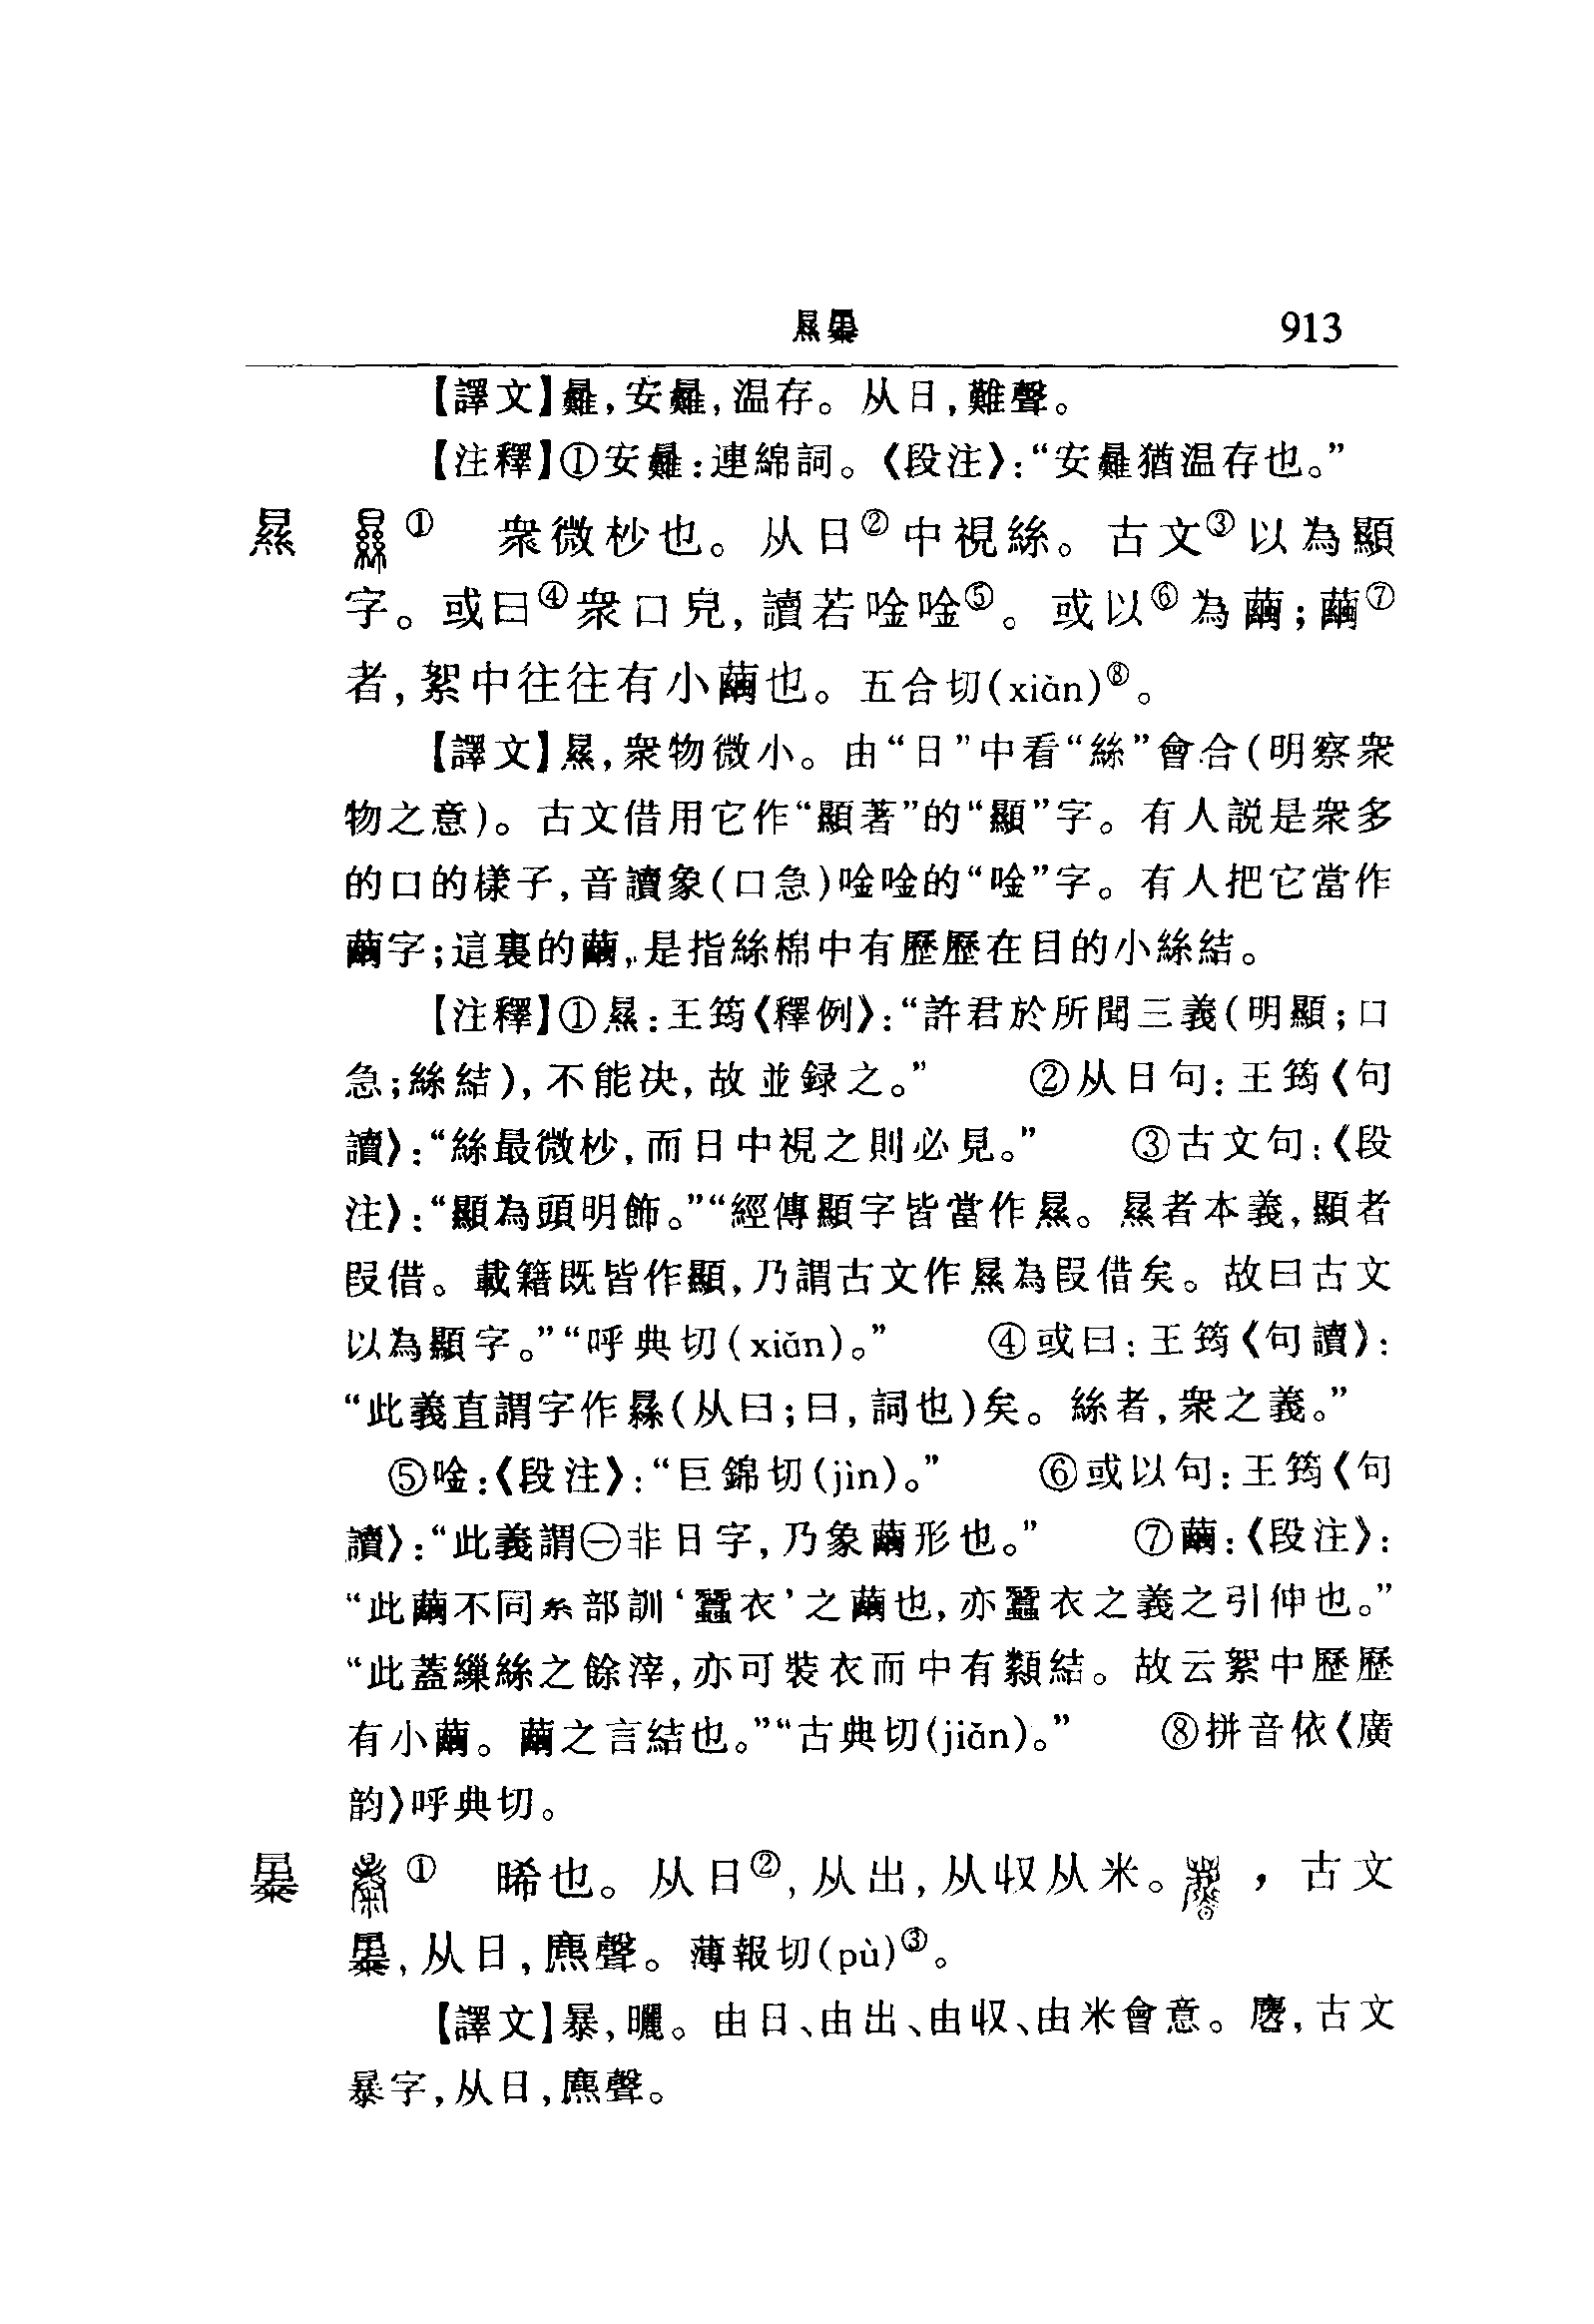 㬎㬥 913
【譯文】㬮,安㬮,温存。从日,難聲。
【注釋】①安㬮:連綿詞。《段注》:“安㬮猶温存也。”
㬎 ① 衆微杪也。从日②中視絲。古文③以為顯
字。或曰④衆口皃,讀若唫唫⑤。或以⑥為繭;繭⑦
者,絮中往往有小繭也。五合切(xiǎn)⑧。
【譯文】㬎,衆物微小。由“日”中看“絲”會合(明察衆
物之意)。古文借用它作“顯著”的“顯”字。有人説是衆多
的口的樣子,音讀象(口急)唫唫的“唫”字。有人把它當作
繭字;這裏的繭,是指絲棉中有歷歷在目的小絲結。
【注釋】①㬎:王筠《釋例》:“許君於所聞三義(明顯;口
急;絲結),不能决,故並録之。” ②从日句:王筠《句
讀》:“絲最微杪,而日中視之則必見。” ③古文句:《段
注》:“顯為頭明飾。”“經傳顯字皆當作㬎。㬎者本義,顯者
叚借。載籍既皆作顯,乃謂古文作㬎為叚借矣。故曰古文
以為顯字。”“呼典切(xiǎn)。” ④或曰:王筠《句讀》:
“此義直謂字作㬎(从曰;曰,詞也)矣。絲者,衆之義。”
⑤唫:《段注》:“巨錦切(jìn)。” ⑥或以句:王筠《句
讀》:“此義謂㊀非日字,乃象繭形也。” ⑦繭:《段注》:
“此繭不同糸部訓‘蠶衣’之繭也,亦蠶衣之義之引伸也。”
“此蓋繅絲之餘滓,亦可裝衣而中有纇結。故云絮中歷歷
有小繭。繭之言結也。”“古典切(jiǎn)。” ⑧拼音依《廣
韵》呼典切。
㬥 ① 晞也。从日②,从出,从収从米。 ,古文
㬥,从日,麃聲。薄報切(pù)③。
【譯文】暴,曬。由日、由出、由収、由米會意。 ,古文
暴字,从日,麃聲。